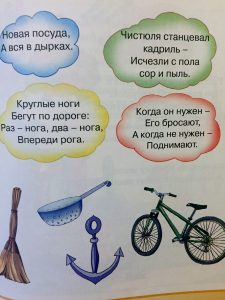 Новая посуда,
А вся в дырках.
Чистюля станцевал
кадриль –
Исчезли с пола
сор и пыль.
Круглые ноги
Бегут по дороге:
Раз – нога, два – нога,
Впереди рога.
Когда он нужен –
Его бросают,
А когда не нужен –
Поднимают.